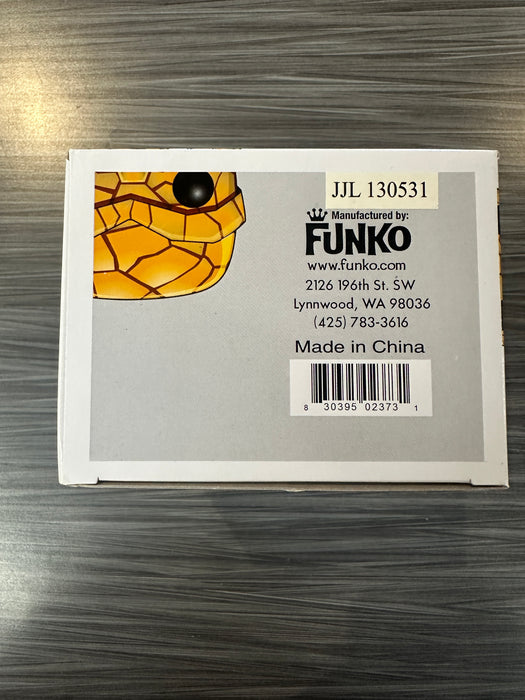 JJL 130531
Manufactured by:
FUNKO
www.funko.com
2126 196th St. SW
Lynnwood, WA 98036
(425) 783-3616
Made in China
8 30395 02373 1